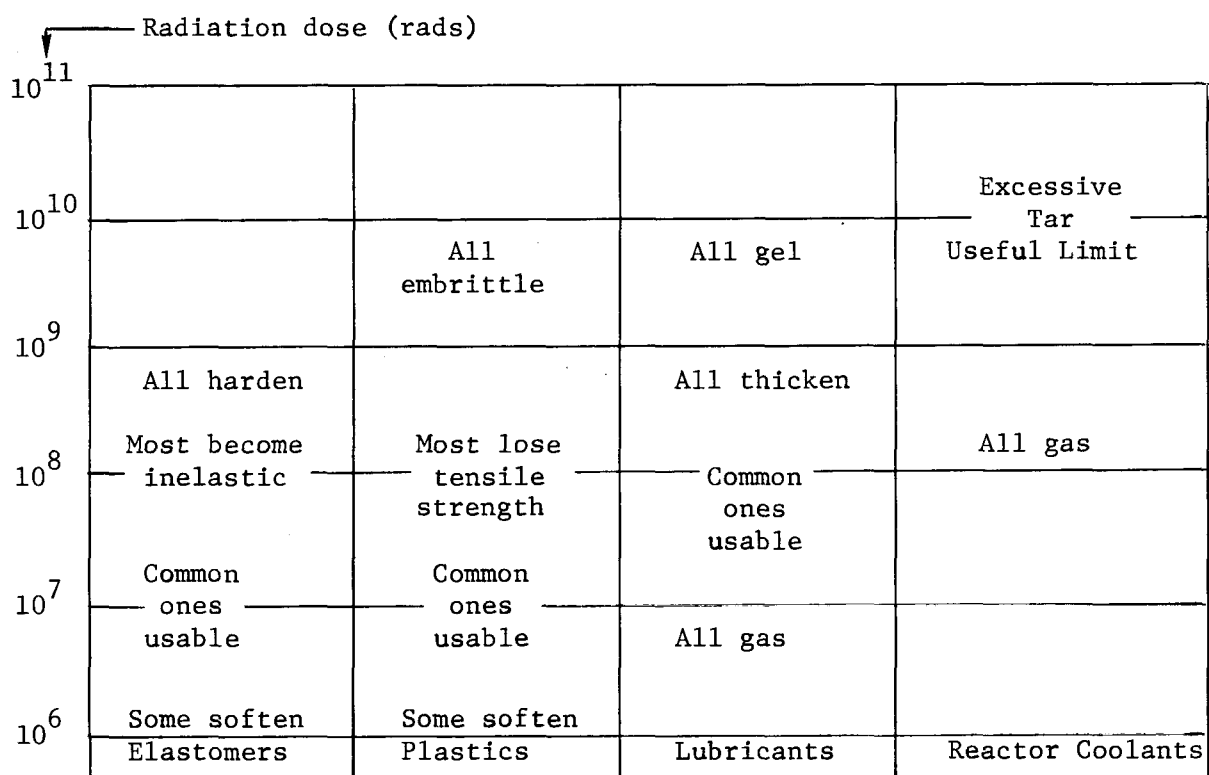 Radiation dose (rads)
10^11
Excessive
10^10
Tar
All
All gel
Useful Limit
embrittle
10^9
All harden
All thicken
Most become
Most lose
All gas
10^8
inelastic
tensile
Common
strength
ones
usable
Common
Common
10^7
ones
ones
usable
usable
All gas
10^6
Some soften
Some soften
Elastomers
Plastics
Lubricants
Reactor Coolants